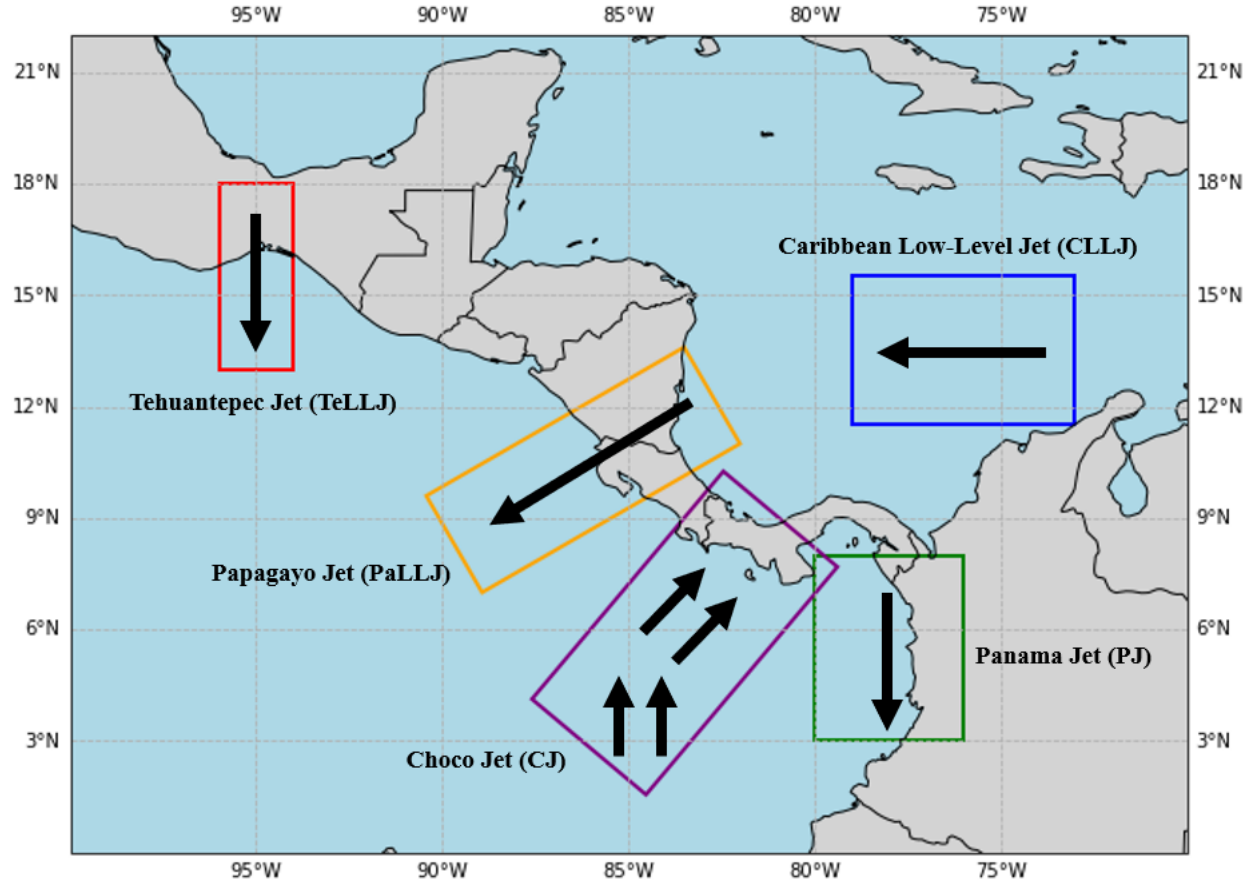 95°W 90°W 85°W 80°W 75°W
21°N 21°N
18°N 18°N
Caribbean Low-Level Jet (CLLJ)
15°N 15°N
Tehuantepec Jet (TeLLJ)
12°N 12°N
9°N 9°N
Papagayo Jet (PaLLJ)
6°N 6°N
Panama Jet (PJ)
3°N 3°N
Choco Jet (CJ)
95°W 90°W 85°W 80°W 75°W